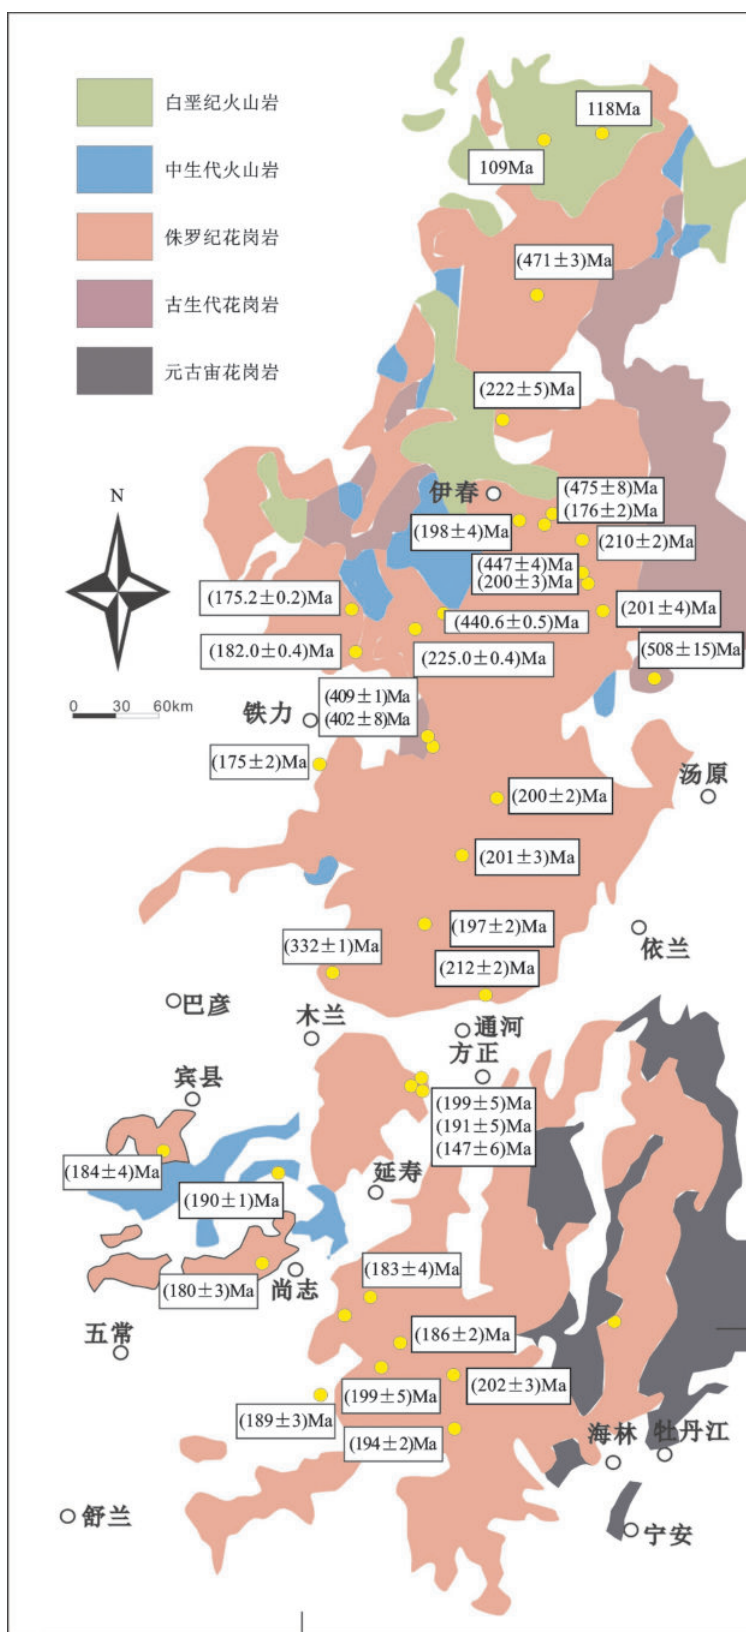 白垩纪火山岩
中生代火山岩
侏罗纪花岗岩
古生代花岗岩
元古宙花岗岩
118Ma
109Ma
(471±3)Ma
(222±5)Ma
N
伊春
(475±8)Ma
(176±2)Ma
(198±4)Ma
(210±2)Ma
(447±4)Ma
(200±3)Ma
(175.2±0.2)Ma
(440.6±0.5)Ma
(201±4)Ma
(182.0±0.4)Ma
(225.0±0.4)Ma
(508±15)Ma
0 30 60km
铁力
(409±1)Ma
(402±8)Ma
(175±2)Ma
汤原
(200±2)Ma
(201±3)Ma
(197±2)Ma
依兰
(332±1)Ma
(212±2)Ma
巴彦
木兰
通河
方正
宾县
(199±5)Ma
(191±5)Ma
(147±6)Ma
(184±4)Ma
(190±1)Ma
延寿
(180±3)Ma
尚志
(183±4)Ma
五常
(186±2)Ma
(199±5)Ma
(202±3)Ma
(189±3)Ma
(194±2)Ma
海林
牡丹江
舒兰
宁安